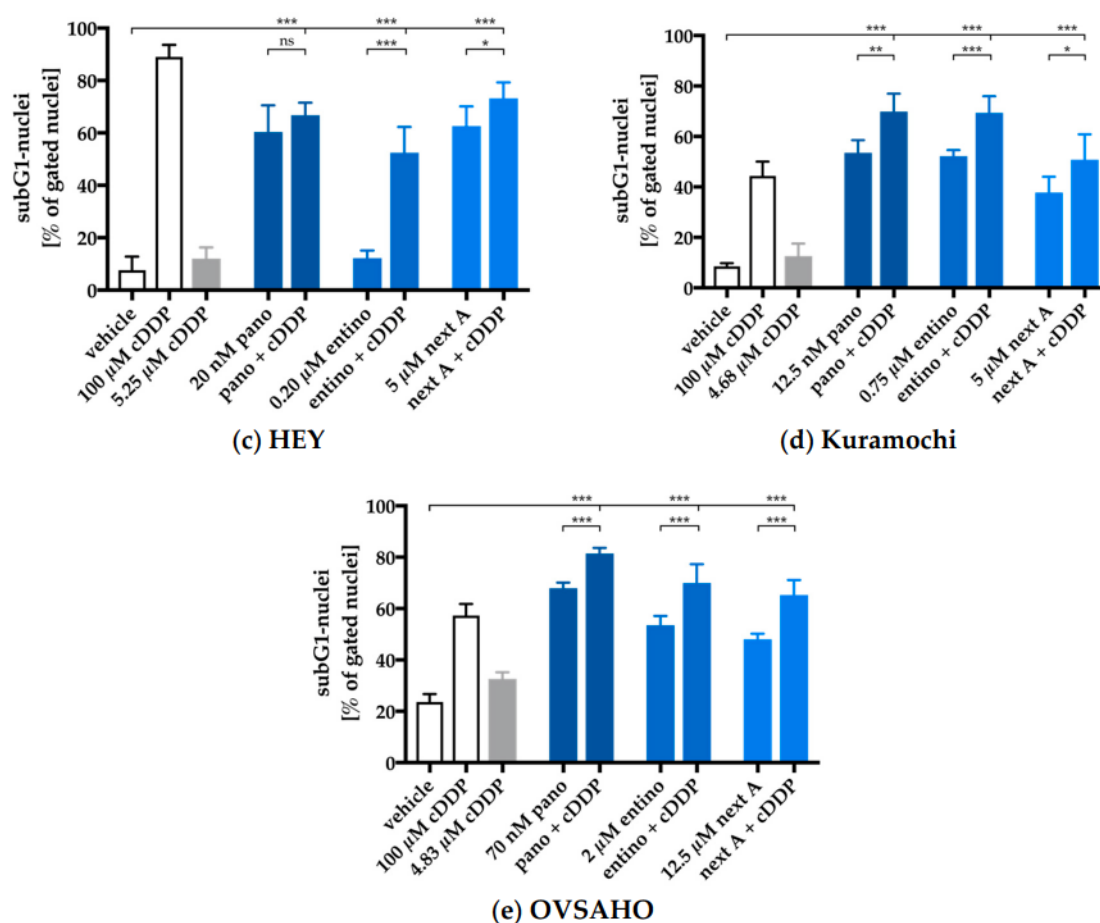 *** *** ***
ns *** *
100
80
60
40
20
0
subG1-nuclei
[% of gated nuclei]
vehicle
100 µM cDDP
5.25 µM cDDP
20 nM pano
pano + cDDP
0.20 µM entino
entino + cDDP
5 µM next A
next A + cDDP
(c) HEY
*** *** ***
** *** *
100
80
60
40
20
0
subG1-nuclei
[% of gated nuclei]
vehicle
100 µM cDDP
4.68 µM cDDP
12.5 nM pano
pano + cDDP
0.75 µM entino
entino + cDDP
5 µM next A
next A + cDDP
(d) Kuramochi
*** *** ***
*** *** ***
100
80
60
40
20
0
subG1-nuclei
[% of gated nuclei]
vehicle
100 µM cDDP
4.83 µM cDDP
70 nM pano
pano + cDDP
2 µM entino
entino + cDDP
12.5 µM next A
next A + cDDP
(e) OVSAHO